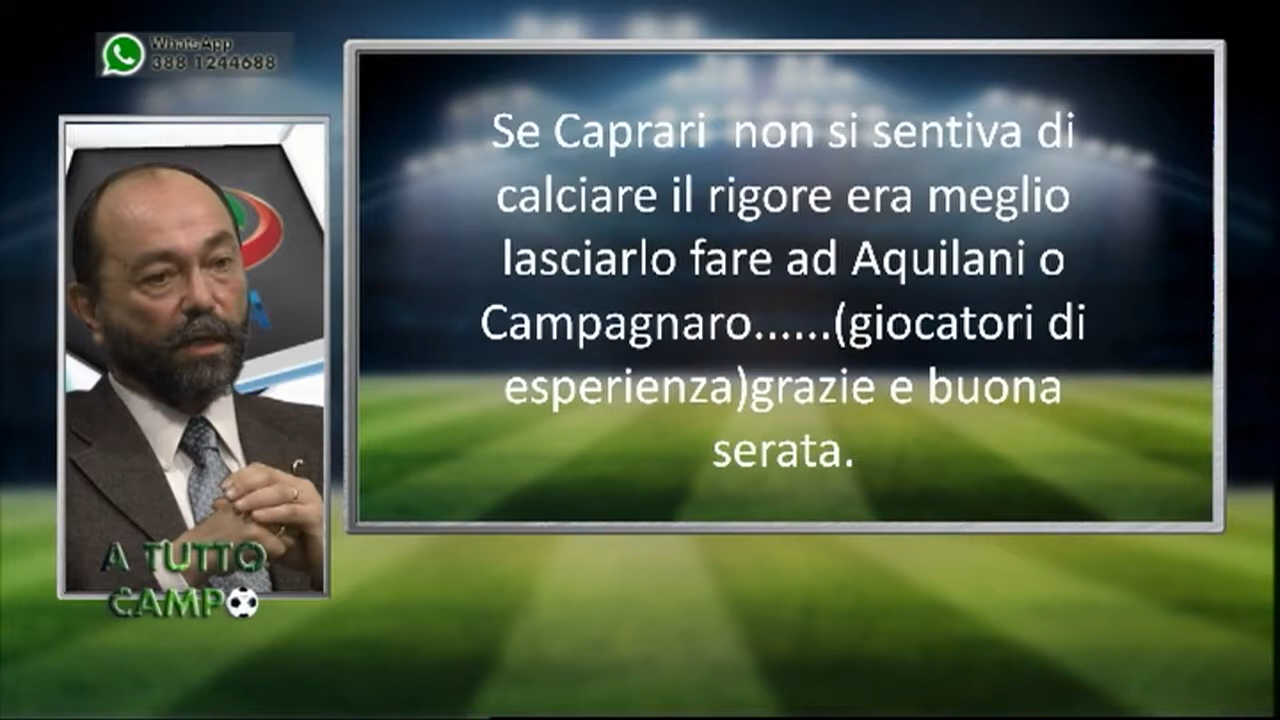 WhatsApp
388 1244688
Se Caprari  non si sentiva di
calciare il rigore era meglio
lasciarlo fare ad Aquilani o
Campagnaro......(giocatori di
esperienza)grazie e buona
serata.
A TUTTO
CAMPO